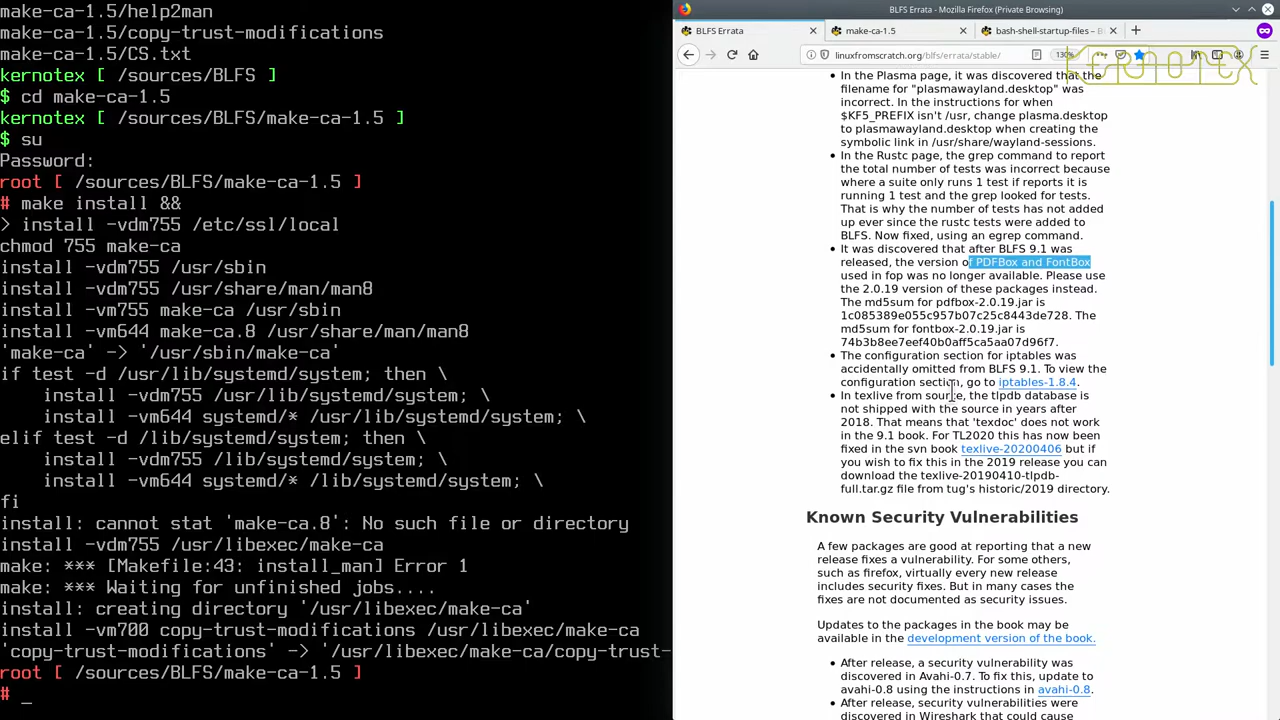 make-ca-1.5/help2man
make-ca-1.5/copy-trust-modifications
make-ca-1.5/CS.txt
kernotex [ /sources/BLFS ]
$ cd make-ca-1.5
kernotex [ /sources/BLFS/make-ca-1.5 ]
$ su
Password:
root [ /sources/BLFS/make-ca-1.5 ]
# make install &&
> install -vdm755 /etc/ssl/local
chmod 755 make-ca
install -vdm755 /usr/sbin
install -vdm755 /usr/share/man/man8
install -vm755 make-ca /usr/sbin
install -vm644 make-ca.8 /usr/share/man/man8
'make-ca' -> '/usr/sbin/make-ca'
if test -d /usr/lib/systemd/system; then \
install -vdm755 /usr/lib/systemd/system; \
install -vm644 systemd/* /usr/lib/systemd/system; \
elif test -d /lib/systemd/system; then \
install -vdm755 /lib/systemd/system; \
install -vm644 systemd/* /lib/systemd/system; \
fi
install: cannot stat 'make-ca.8': No such file or directory
install -vdm755 /usr/libexec/make-ca
make: *** [Makefile:43: install_man] Error 1
make: *** Waiting for unfinished jobs....
install: creating directory '/usr/libexec/make-ca'
install -vm700 copy-trust-modifications /usr/libexec/make-ca
'copy-trust-modifications' -> '/usr/libexec/make-ca/copy-trust-
root [ /sources/BLFS/make-ca-1.5 ]
# _
BLFS Errata - Mozilla Firefox (Private Browsing)
BLFS Errata
make-ca-1.5
bash-shell-startup-files – BL
linuxfromscratch.org/blfs/errata/stable/
130%
KERNOTEX
• In the Plasma page, it was discovered that the
filename for "plasmawayland.desktop" was
incorrect. In the instructions for when
$KF5_PREFIX isn't /usr, change plasma.desktop
to plasmawayland.desktop when creating the
symbolic link in /usr/share/wayland-sessions.
• In the Rustc page, the grep command to report
the total number of tests was incorrect because
where a suite only runs 1 test if reports it is
running 1 test and the grep looked for tests.
That is why the number of tests has not added
up ever since the rustc tests were added to
BLFS. Now fixed, using an egrep command.
• It was discovered that after BLFS 9.1 was
released, the version of PDFBox and FontBox
used in fop was no longer available. Please use
the 2.0.19 version of these packages instead.
The md5sum for pdfbox-2.0.19.jar is
1c085389e055c957b07c25c8443de728. The
md5sum for fontbox-2.0.19.jar is
74b3b8ee7eef40b0aff5ca5aa07d96f7.
• The configuration section for iptables was
accidentally omitted from BLFS 9.1. To view the
configuration section, go to iptables-1.8.4.
• In texlive from source, the tlpdb database is
not shipped with the source in years after
2018. That means that 'texdoc' does not work
in the 9.1 book. For TL2020 this has now been
fixed in the svn book texlive-20200406 but if
you wish to fix this in the 2019 release you can
download the texlive-20190410-tlpdb-
full.tar.gz file from tug's historic/2019 directory.
Known Security Vulnerabilities
A few packages are good at reporting that a new
release fixes a vulnerability. For some others,
such as firefox, virtually every new release
includes security fixes. But in many cases the
fixes are not documented as security issues.
Updates to the packages in the book may be
available in the development version of the book.
• After release, a security vulnerability was
discovered in Avahi-0.7. To fix this, update to
avahi-0.8 using the instructions in avahi-0.8.
• After release, security vulnerabilities were
discovered in Wireshark that could cause